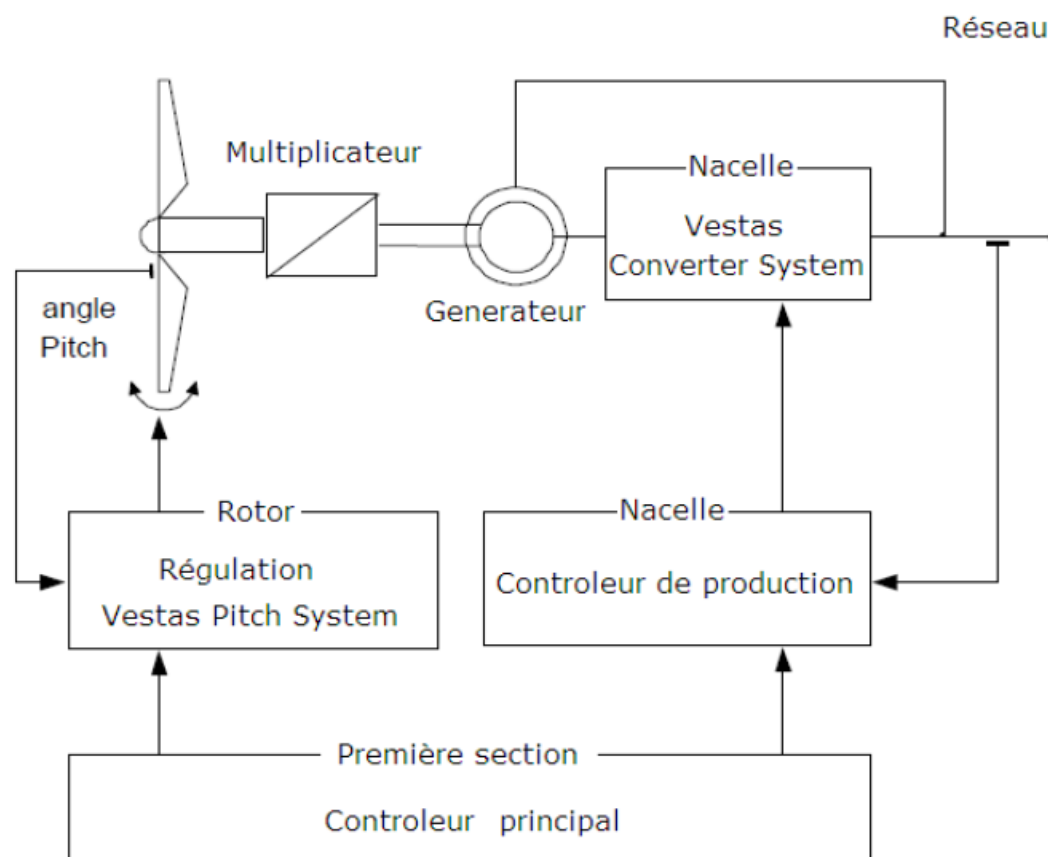 Réseau
Multiplicateur
Nacelle
Vestas
Converter System
Generateur
angle
Pitch
Rotor
Régulation
Vestas Pitch System
Nacelle
Controleur de production
Première section
Controleur principal